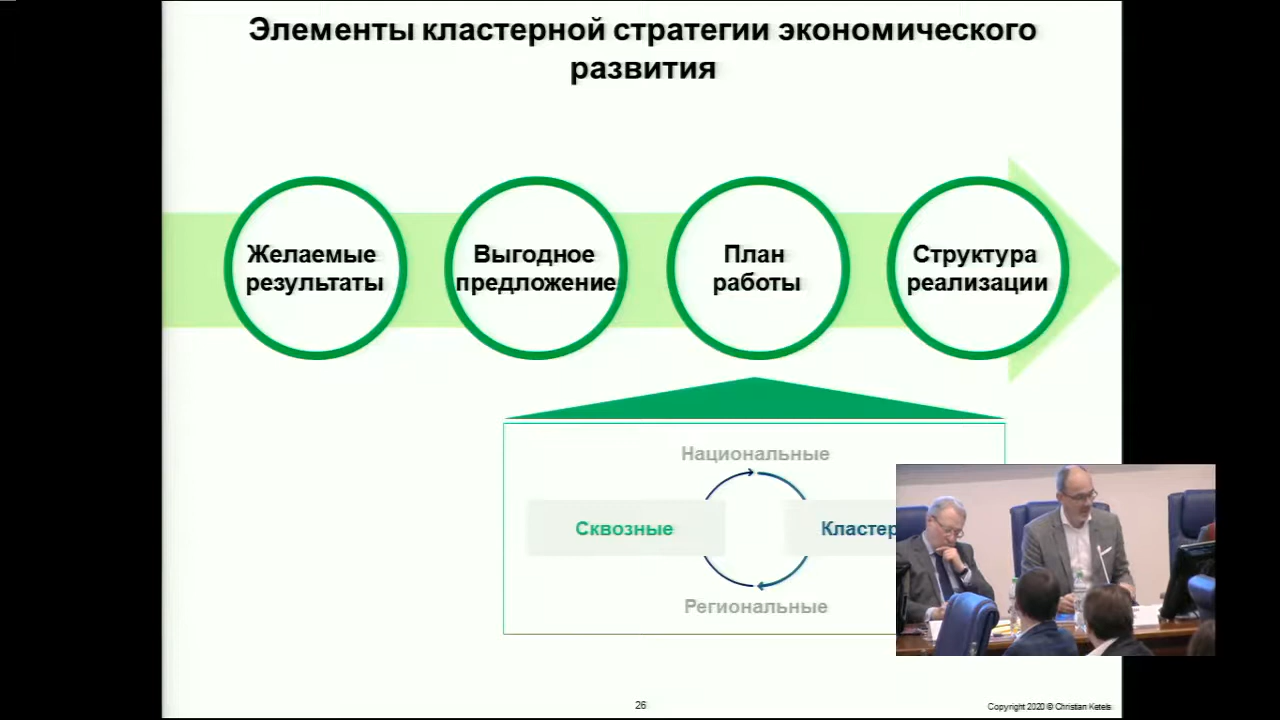 Элементы кластерной стратегии экономического
развития
Желаемые
результаты
Выгодное
предложение
План
работы
Структура
реализации
Национальные
Сквозные
Кластер
Региональные
26
Copyright 2020 © Christian Ketels